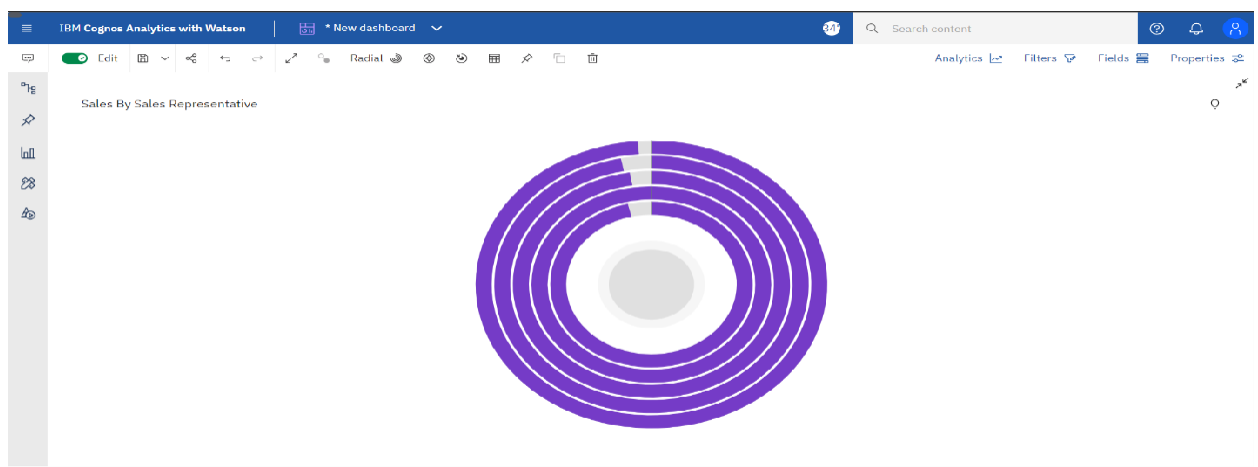 IBM Cognos Analytics with Watson
* New dashboard
Search content
Edit
Radial
Analytics
Filters
Fields
Properties
Sales By Sales Representative